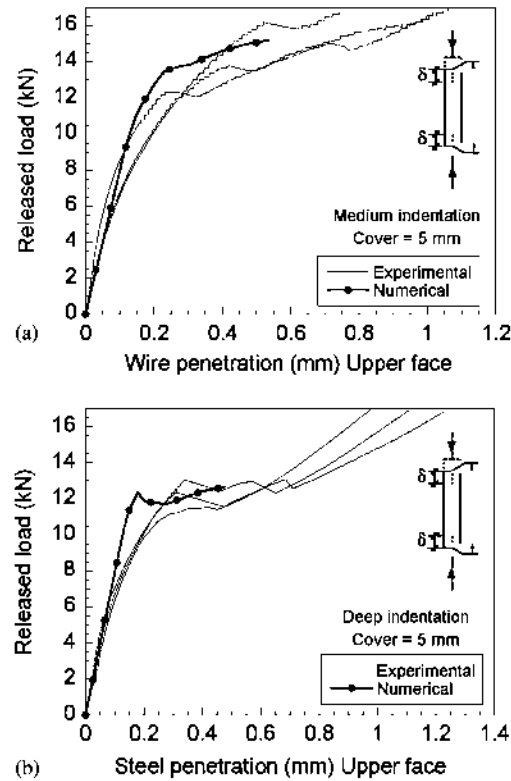 16
14
12
10
8
6
4
2
0
Released load (kN)
δ
δ
Medium indentation
Cover = 5 mm
Experimental
Numerical
0 0.2 0.4 0.6 0.8 1 1.2
(a)
Wire penetration (mm) Upper face
16
14
12
10
8
6
4
2
0
Released load (kN)
δ
δ
Deep indentation
Cover = 5 mm
Experimental
Numerical
0 0.2 0.4 0.6 0.8 1 1.2 1.4
(b)
Steel penetration (mm) Upper face